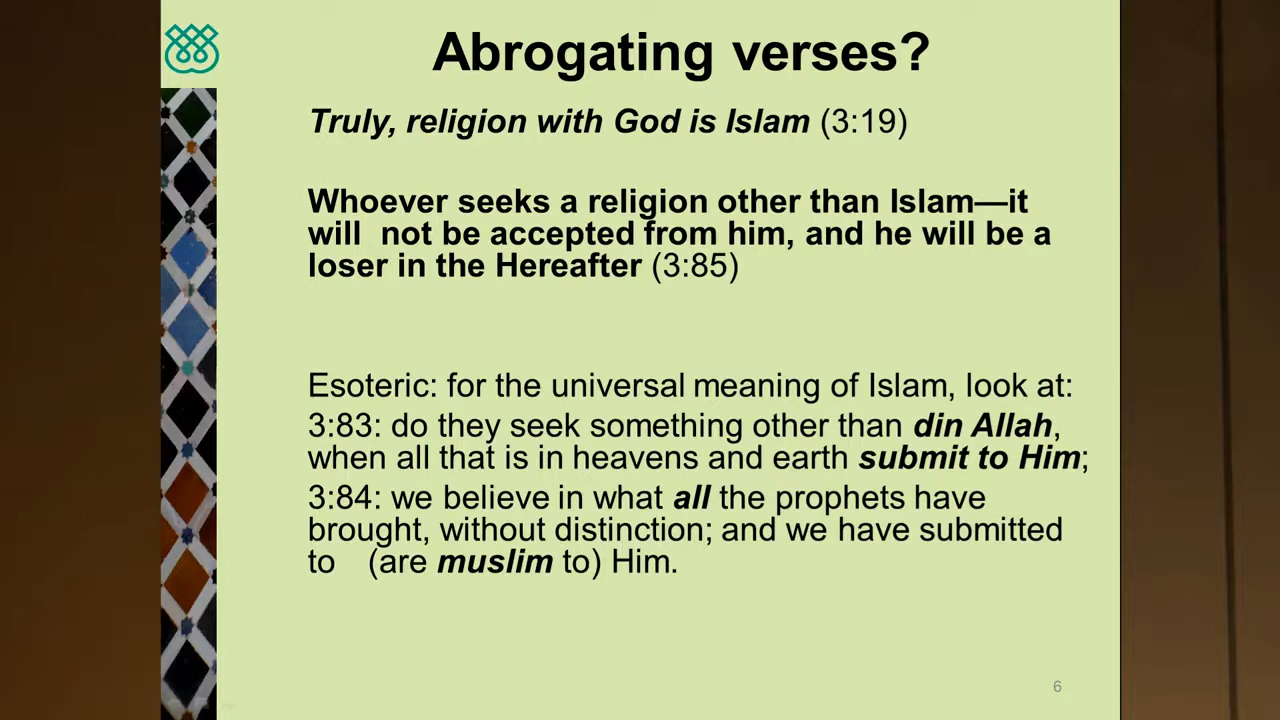 Abrogating verses?
Truly, religion with God is Islam (3:19)
Whoever seeks a religion other than Islam—it
will  not be accepted from him, and he will be a
loser in the Hereafter (3:85)
Esoteric: for the universal meaning of Islam, look at:
3:83: do they seek something other than din Allah,
when all that is in heavens and earth submit to Him;
3:84: we believe in what all the prophets have
brought, without distinction; and we have submitted
to   (are muslim to) Him.
6